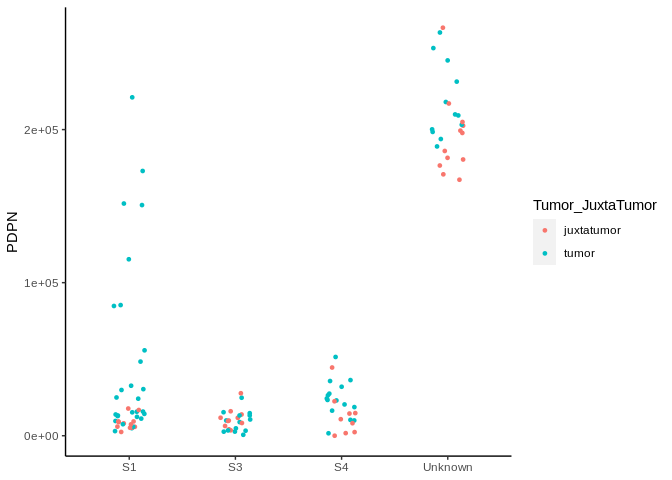 PDPN
2e+05
1e+05
0e+00
S1 S3 S4 Unknown
Tumor_JuxtaTumor
juxtatumor
tumor